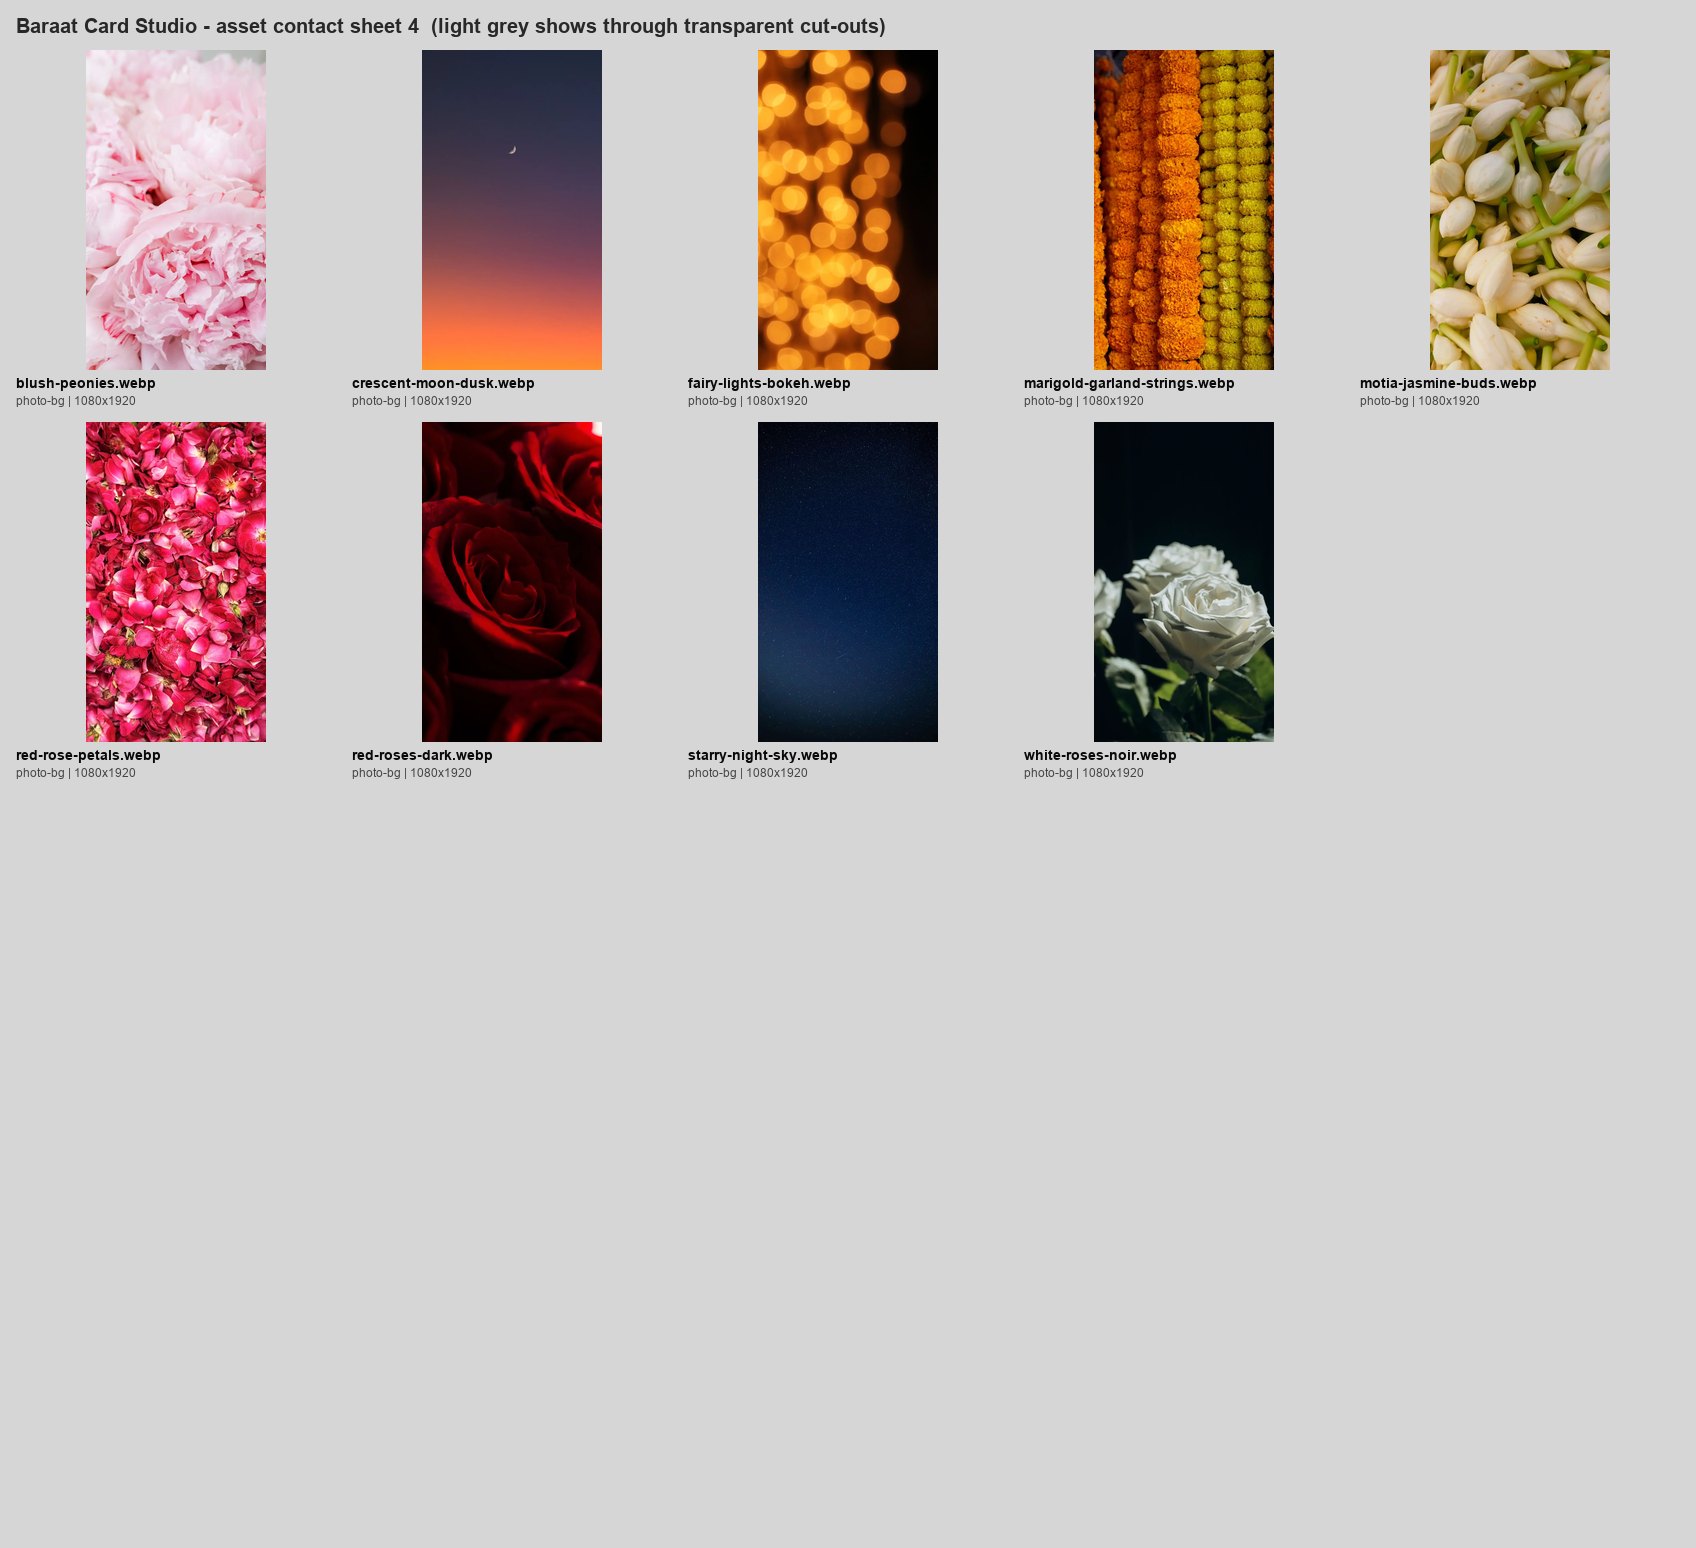 Baraat Card Studio - asset contact sheet 4  (light grey shows through transparent cut-outs)
blush-peonies.webp
photo-bg | 1080x1920
crescent-moon-dusk.webp
photo-bg | 1080x1920
fairy-lights-bokeh.webp
photo-bg | 1080x1920
marigold-garland-strings.webp
photo-bg | 1080x1920
motia-jasmine-buds.webp
photo-bg | 1080x1920
red-rose-petals.webp
photo-bg | 1080x1920
red-roses-dark.webp
photo-bg | 1080x1920
starry-night-sky.webp
photo-bg | 1080x1920
white-roses-noir.webp
photo-bg | 1080x1920